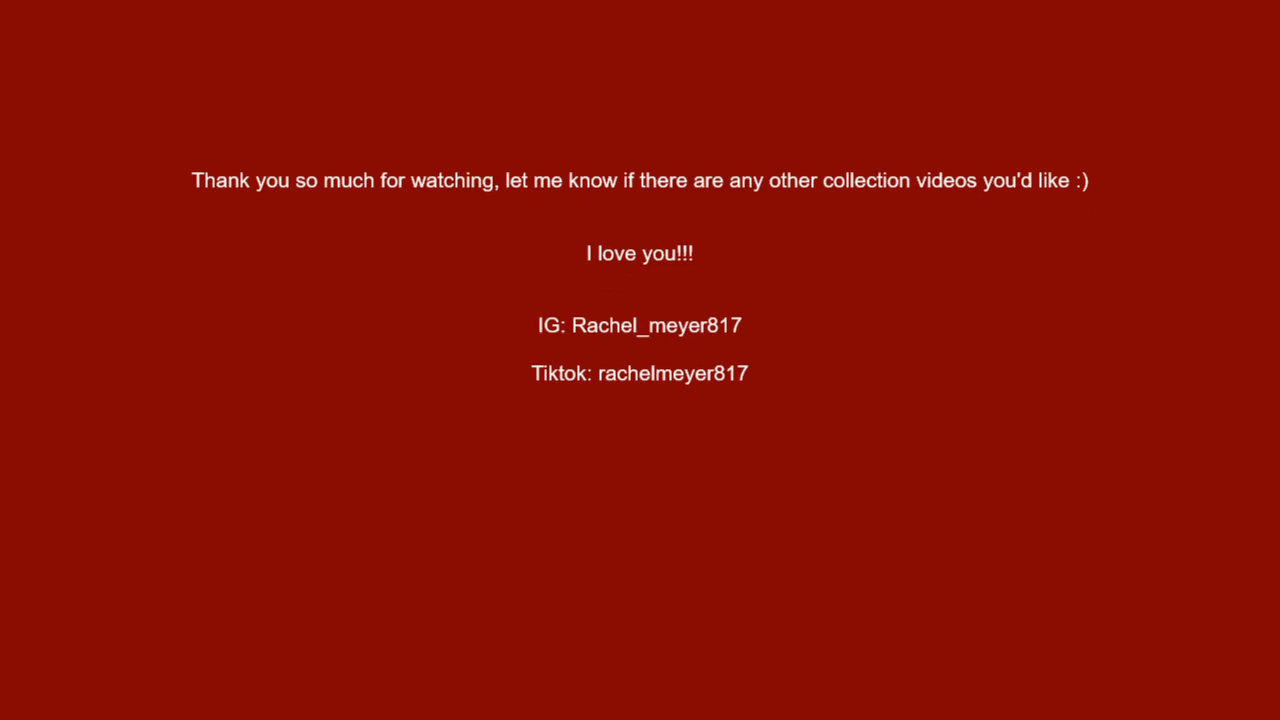 Thank you so much for watching, let me know if there are any other collection videos you'd like :)
I love you!!!
IG: Rachel_meyer817
Tiktok: rachelmeyer817